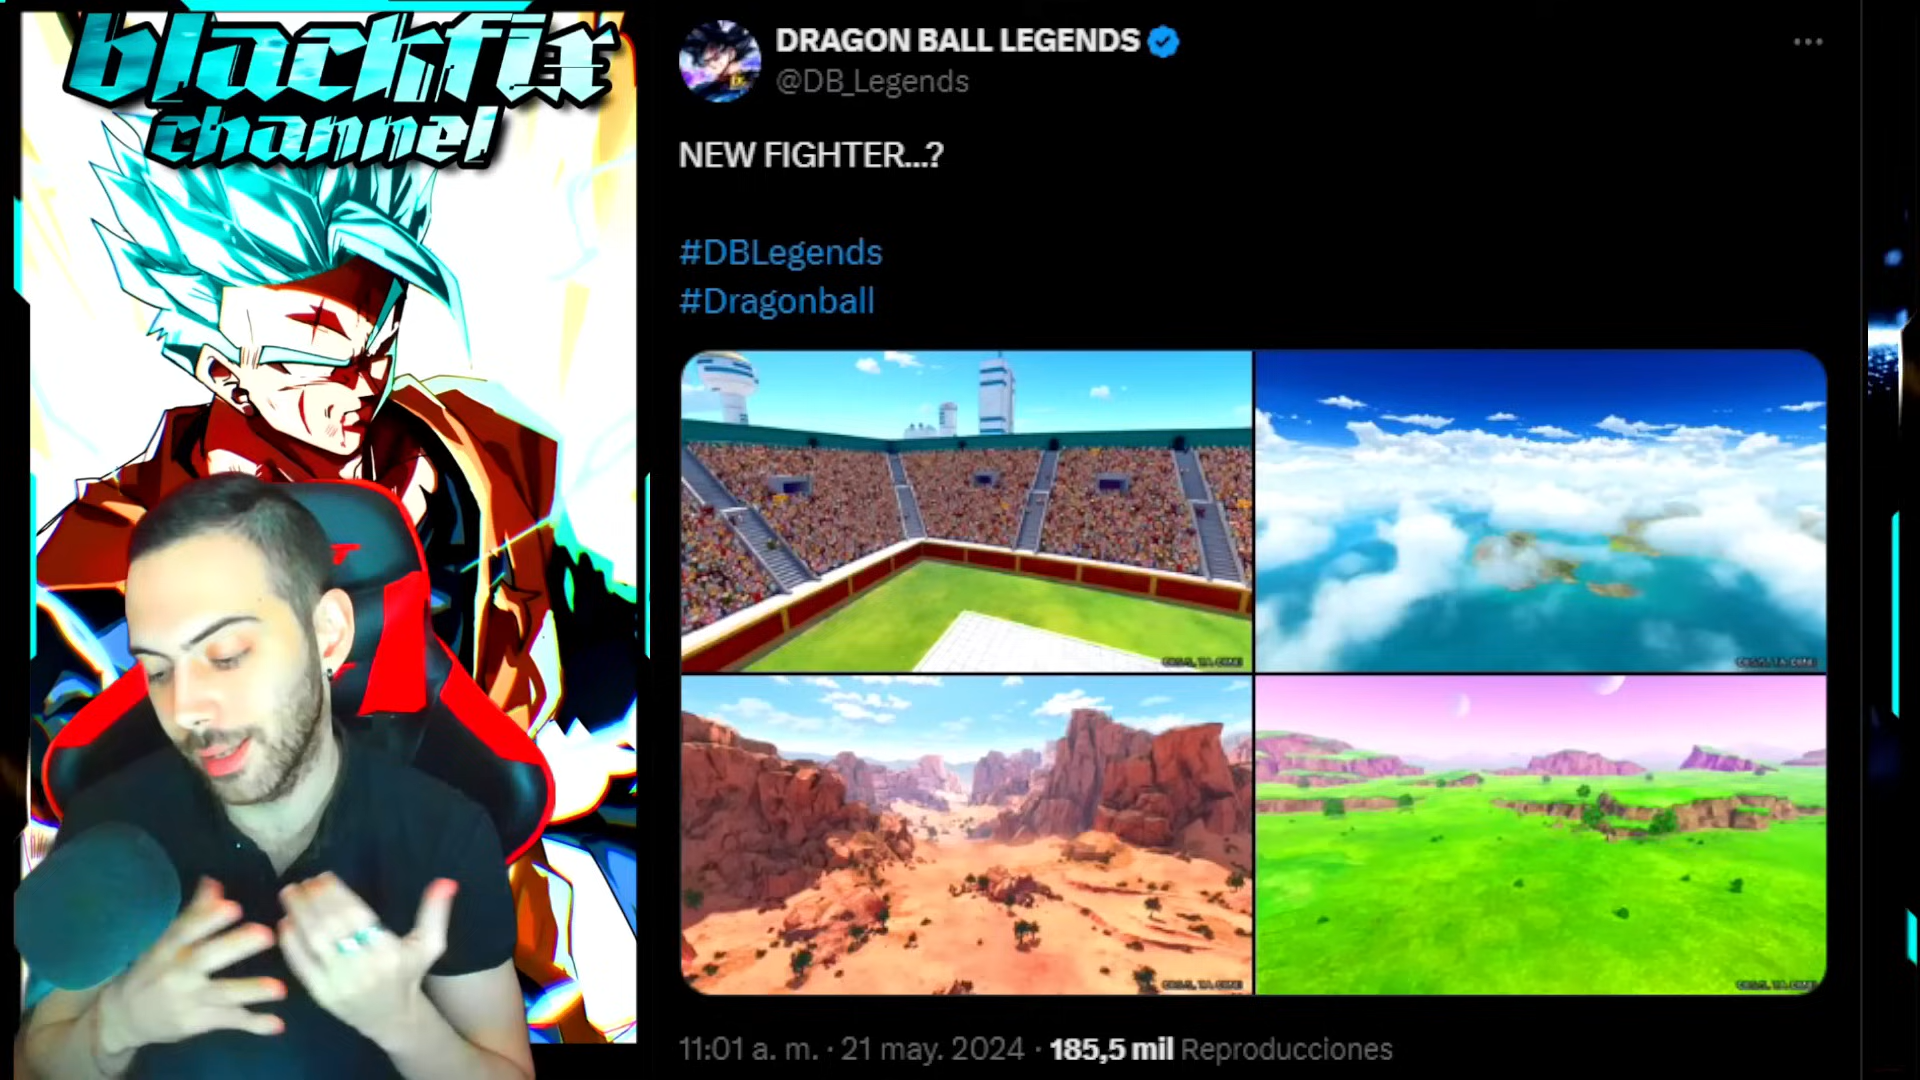 blackfix
channel
DRAGON BALL LEGENDS
@DB_Legends
NEW FIGHTER...?
#DBLegends
#Dragonball
11:01 a. m. · 21 may. 2024 · 185,5 mil Reproducciones